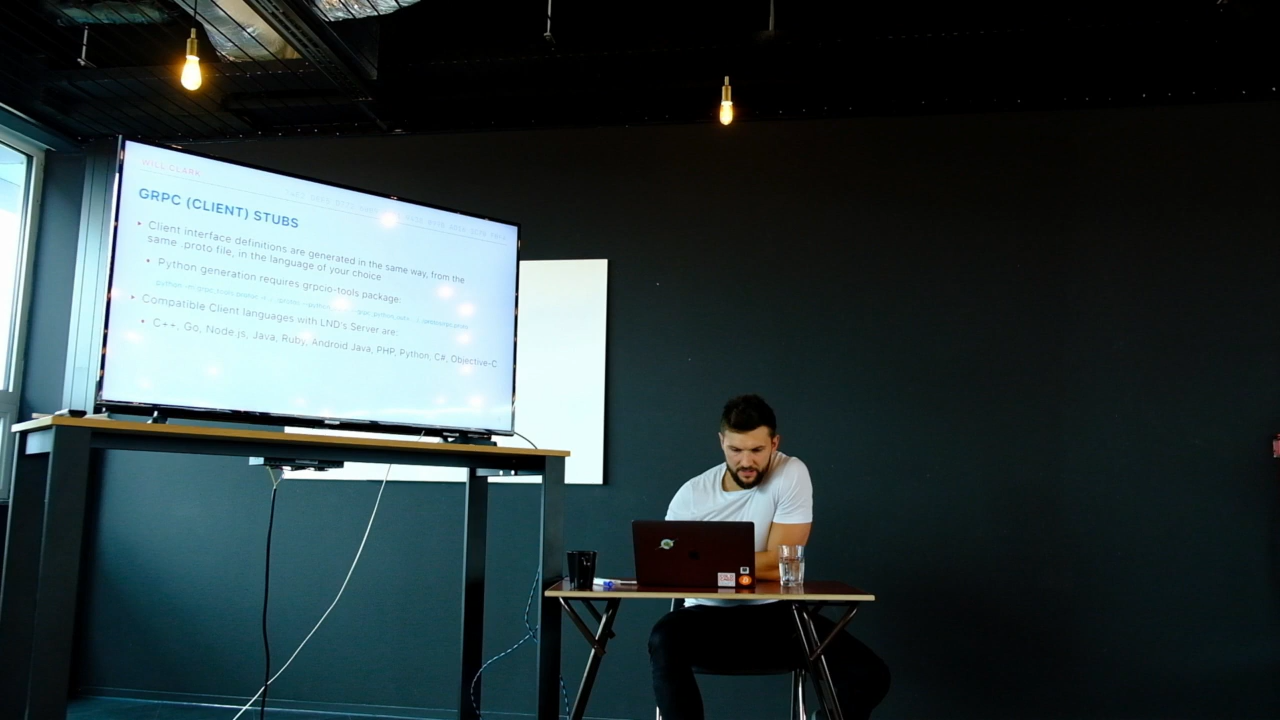 WILL CLARK
GRPC (CLIENT) STUBS
Client interface definitions are generated in the same way, from the
same .proto file, in the language of your choice
Python generation requires grpcio-tools package:
Compatible Client languages with LND's Server are:
C++, Go, Node.js, Java, Ruby, Android Java, PHP, Python, C#, Objective-C